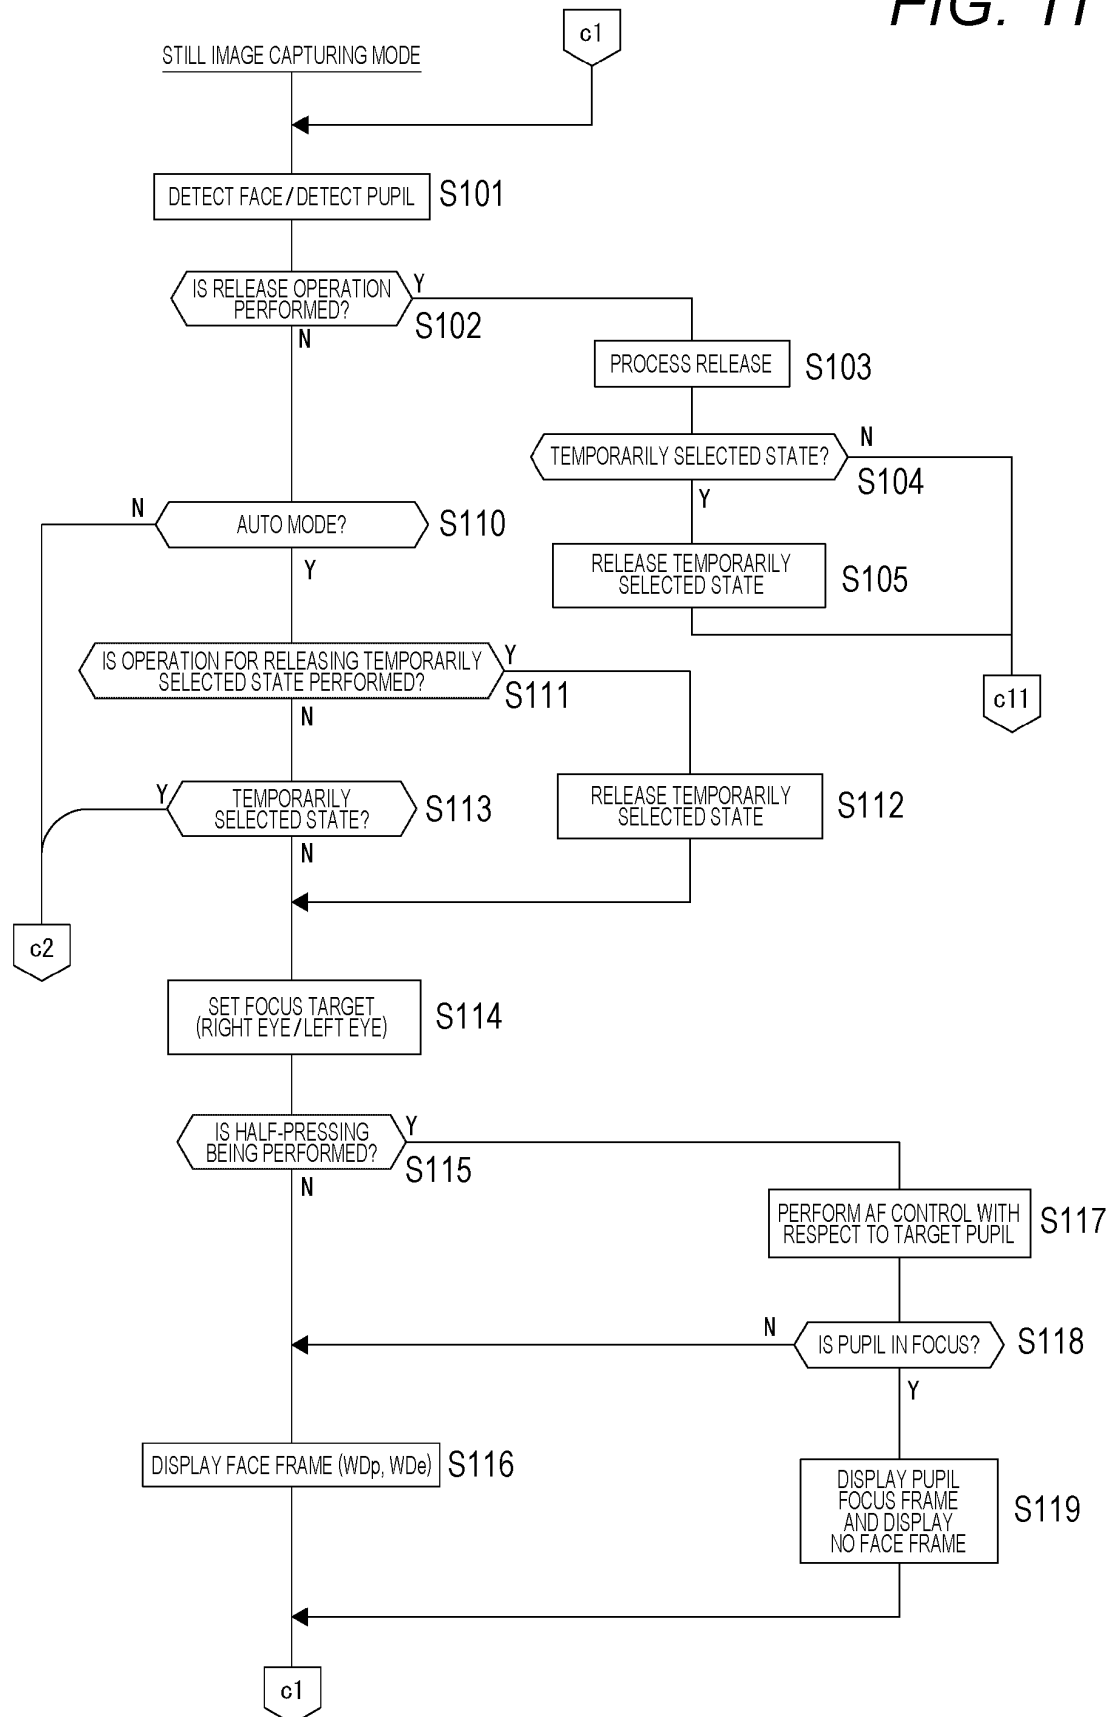 FIG. 11
c1
STILL IMAGE CAPTURING MODE
DETECT FACE/DETECT PUPIL
S101
IS RELEASE OPERATION
PERFORMED?
Y
S102
N
PROCESS RELEASE
S103
TEMPORARILY SELECTED STATE?
N
S104
Y
N
AUTO MODE?
S110
Y
RELEASE TEMPORARILY
SELECTED STATE
S105
IS OPERATION FOR RELEASING TEMPORARILY
SELECTED STATE PERFORMED?
Y
S111
N
c11
Y
TEMPORARILY
SELECTED STATE?
S113
N
RELEASE TEMPORARILY
SELECTED STATE
S112
c2
SET FOCUS TARGET
(RIGHT EYE/LEFT EYE)
S114
IS HALF-PRESSING
BEING PERFORMED?
Y
S115
N
PERFORM AF CONTROL WITH
RESPECT TO TARGET PUPIL
S117
N
IS PUPIL IN FOCUS?
S118
Y
DISPLAY FACE FRAME (WDp, WDe)
S116
DISPLAY PUPIL
FOCUS FRAME
AND DISPLAY
NO FACE FRAME
S119
c1